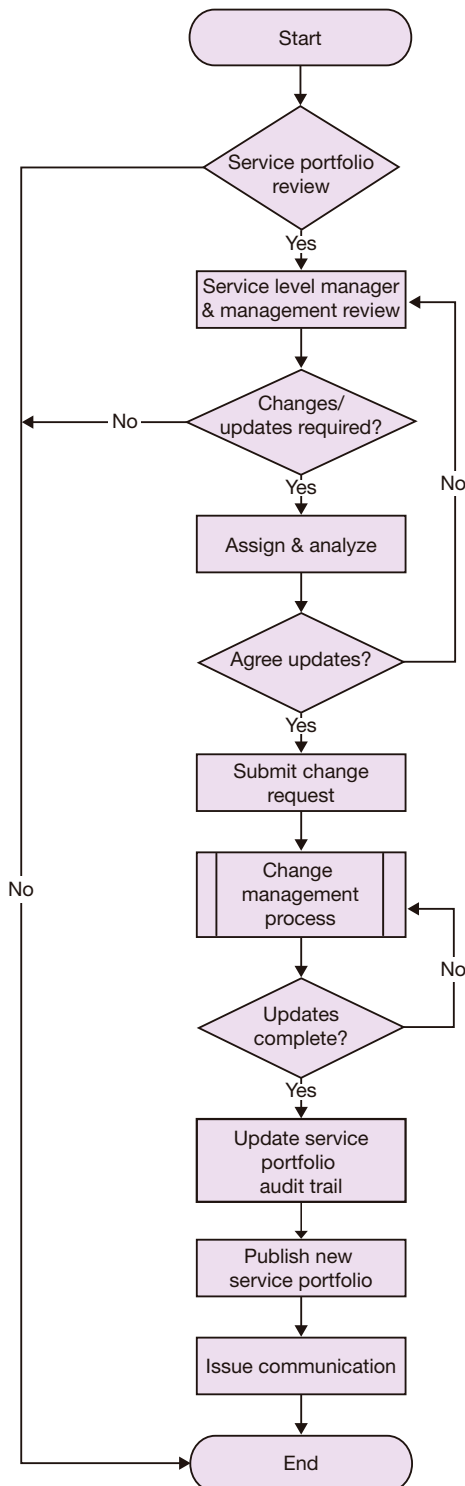 Start
Service portfolio
review
Yes
Service level manager
& management review
Changes/
updates required?
No
No
Yes
Assign & analyze
Agree updates?
Yes
Submit change
request
Change
management
process
No
No
Updates
complete?
Yes
Update service
portfolio
audit trail
Publish new
service portfolio
Issue communication
End